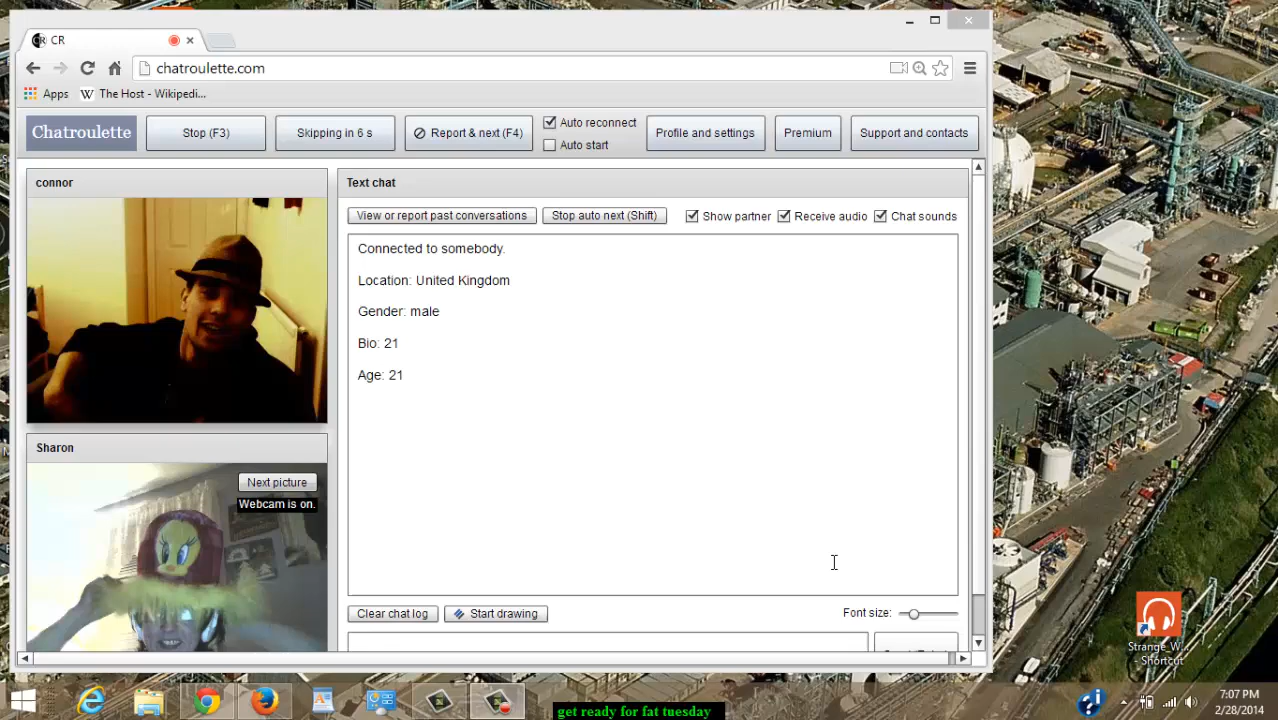 CR
chatroulette.com
Apps
The Host - Wikipedi...
Chatroulette
Stop (F3)
Skipping in 6 s
Report & next (F4)
Auto reconnect
Auto start
Profile and settings
Premium
Support and contacts
connor
Text chat
View or report past conversations
Stop auto next (Shift)
Show partner
Receive audio
Chat sounds
Connected to somebody.
Location: United Kingdom
Gender: male
Bio: 21
Age: 21
Sharon
Next picture
Webcam is on.
Clear chat log
Start drawing
Font size:
Strange_W...
- Shortcut
get ready for fat tuesday
7:07 PM
2/28/2014